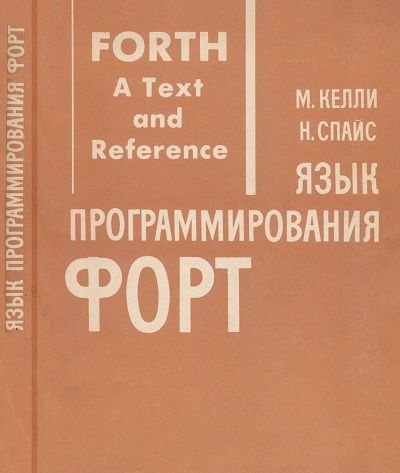 ЯЗЫК ПРОГРАММИРОВАНИЯ ФОРТ
FORTH
A Text
and
Reference
М. КЕЛЛИ
Н. СПАЙС
ЯЗЫК
ПРОГРАММИРОВАНИЯ
ФОРТ